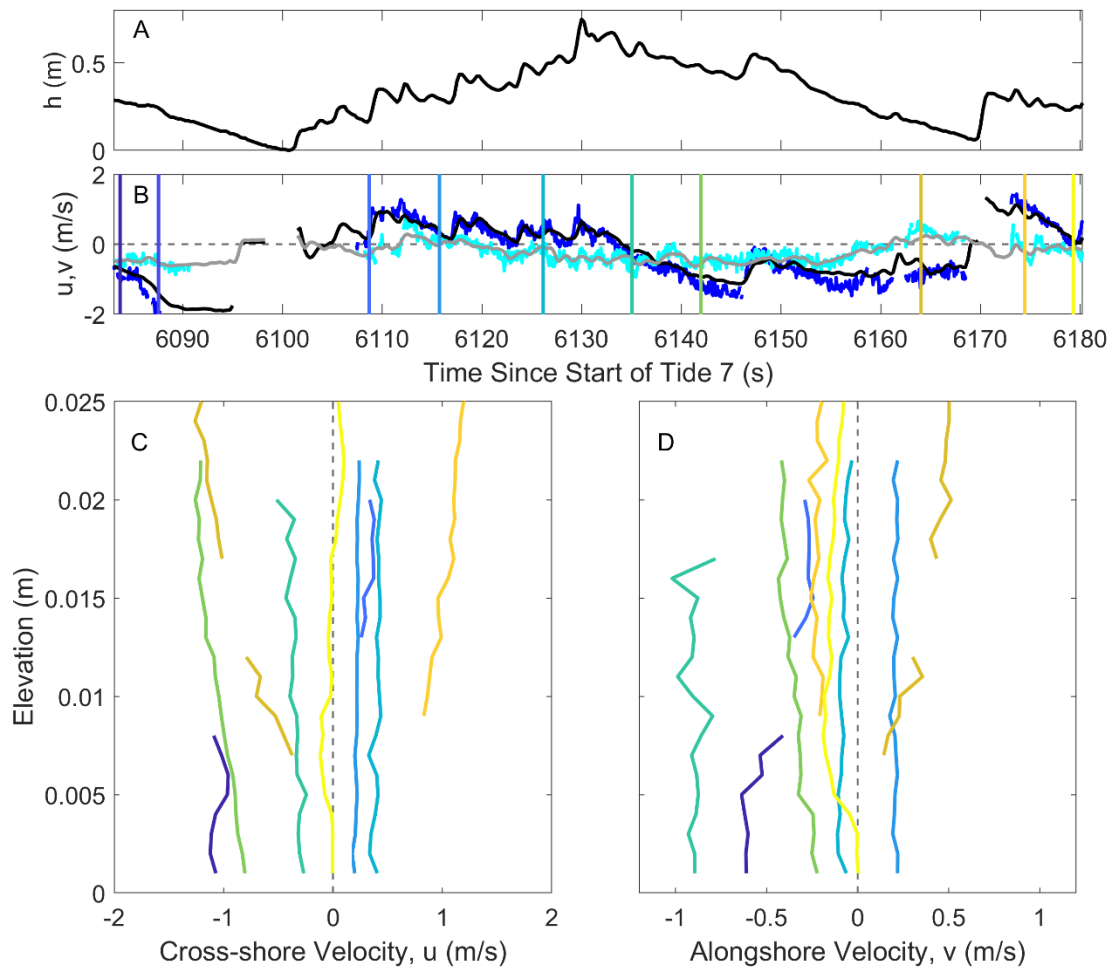 A
h (m)
0.5
0
B
u,v (m/s)
2
0
-2
6090 6100 6110 6120 6130 6140 6150 6160 6170 6180
Time Since Start of Tide 7 (s)
C
D
Elevation (m)
0.025
0.02
0.015
0.01
0.005
0
-2 -1 0 1 2
-1 -0.5 0 0.5 1
Cross-shore Velocity, u (m/s)
Alongshore Velocity, v (m/s)